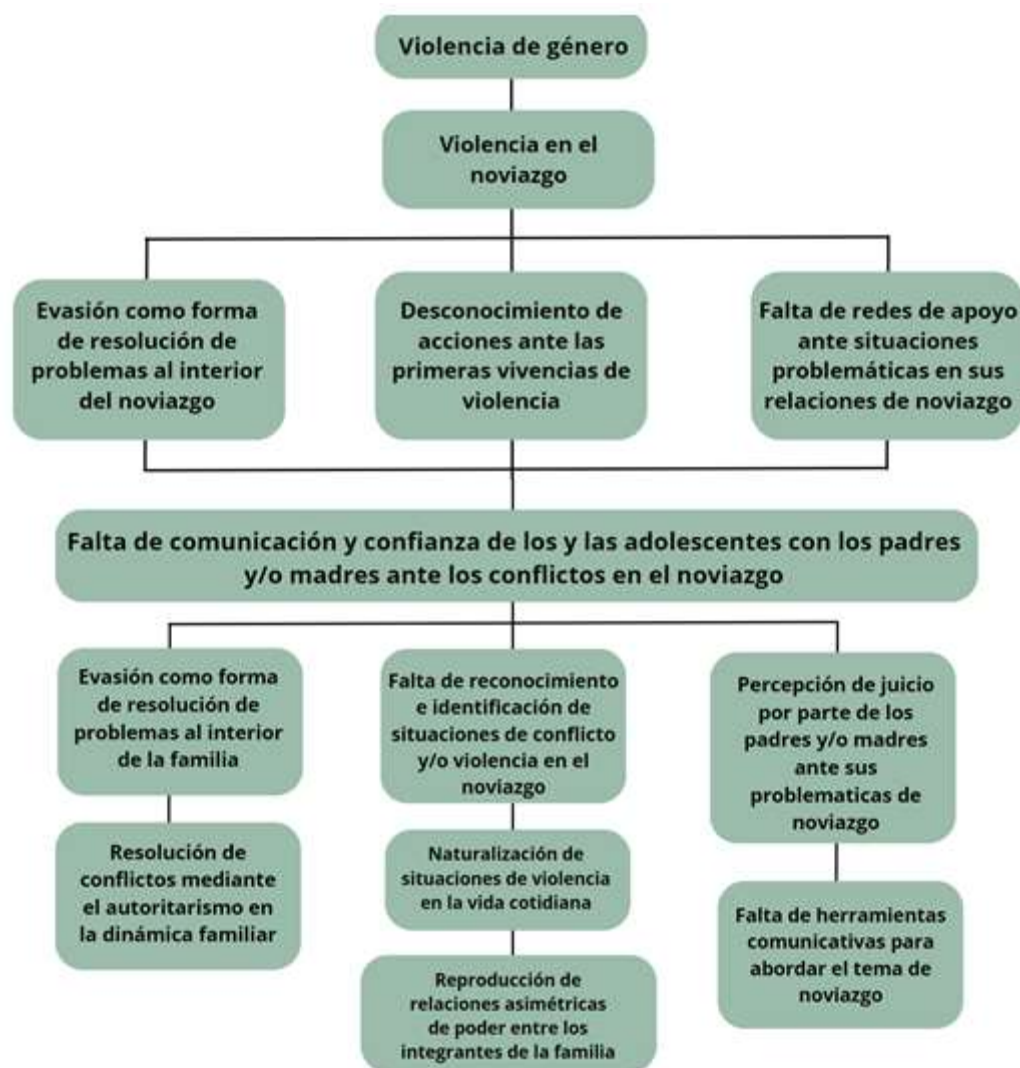 Violencia de género
Violencia en el
noviazgo
Evasión como forma
de resolución de
problemas al interior
del noviazgo
Desconocimiento de
acciones ante las
primeras vivencias de
violencia
Falta de redes de apoyo
ante situaciones
problemáticas en sus
relaciones de noviazgo
Falta de comunicación y confianza de los y las adolescentes con los padres
y/o madres ante los conflictos en el noviazgo
Evasión como forma
de resolución de
problemas al interior
de la familia
Resolución de
conflictos mediante
el autoritarismo en
la dinámica familiar
Falta de reconocimiento
e identificación de
situaciones de conflicto
y/o violencia en el
noviazgo
Naturalización de
situaciones de violencia
en la vida cotidiana
Reproducción de
relaciones asimétricas
de poder entre los
integrantes de la familia
Percepción de juicio
por parte de los
padres y/o madres
ante sus
problematicas de
noviazgo
Falta de herramientas
comunicativas para
abordar el tema de
noviazgo